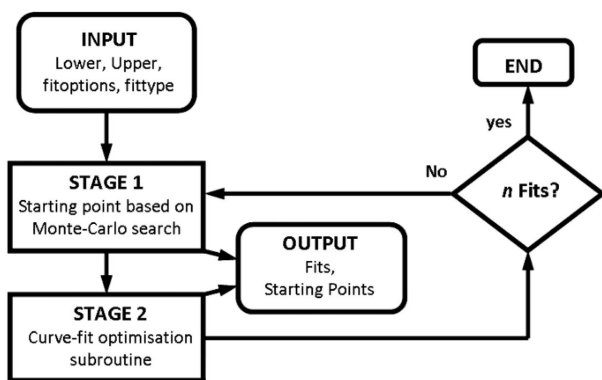 INPUT
Lower, Upper,
fitoptions, fittype
END
yes
No
n Fits?
STAGE 1
Starting point based on
Monte-Carlo search
OUTPUT
Fits,
Starting Points
STAGE 2
Curve-fit optimisation
subroutine